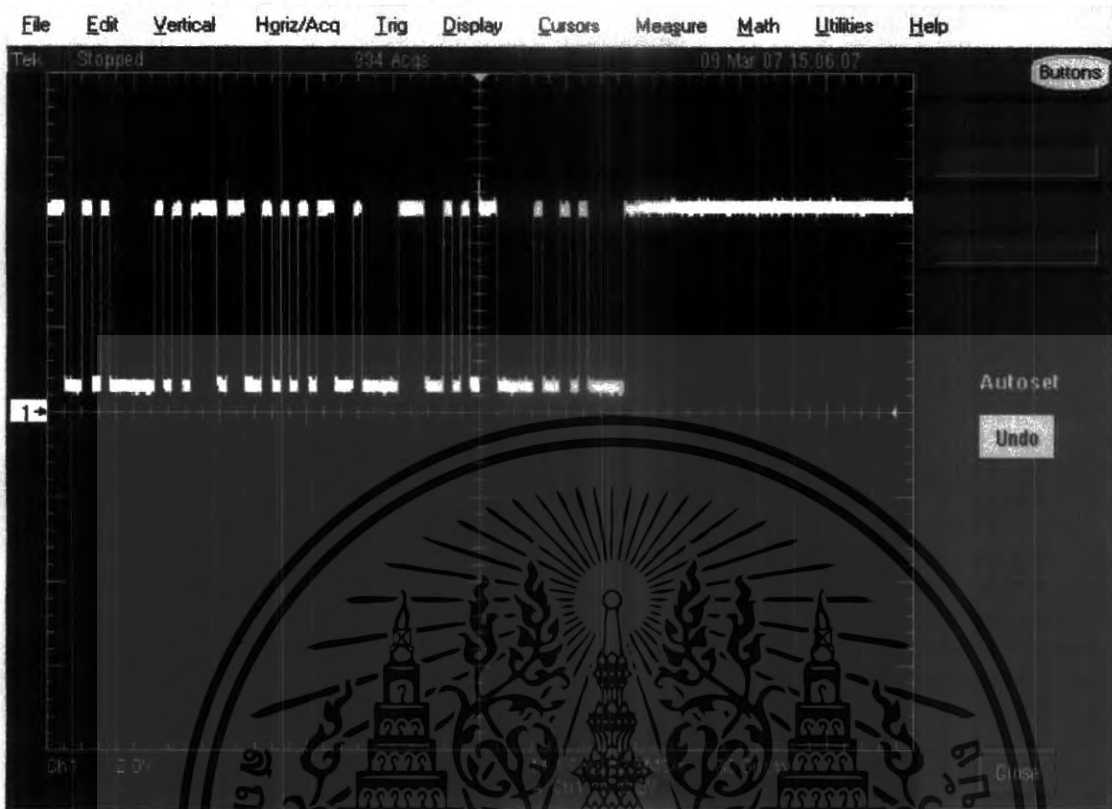 File Edit Vertical Horiz/Acq Trig Display Cursors Measure Math Utilities Help
Tek Stopped 934 Acqs 09 Mar 07 15:06:07
Buttons
1
Autoset
Undo
Ch1 2.0V
Close